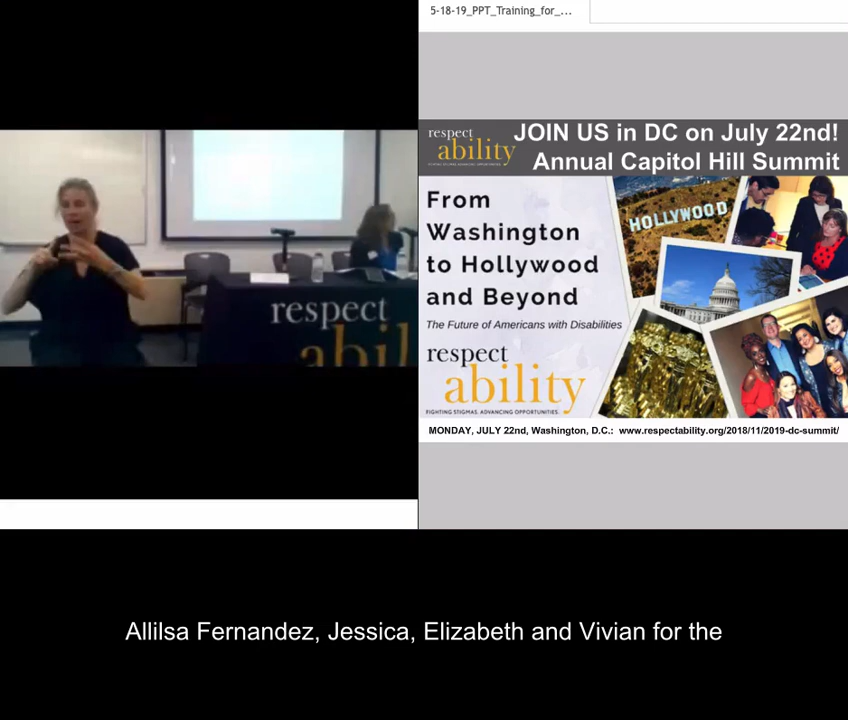 5-18-19_PPT_Training_for_...
respect
ability
JOIN US in DC on July 22nd!
Annual Capitol Hill Summit
From
Washington
to Hollywood
and Beyond
The Future of Americans with Disabilities
respect
ability
FIGHTING STIGMAS. ADVANCING OPPORTUNITIES.
HOLLYWOOD
MONDAY, JULY 22nd, Washington, D.C.: www.respectability.org/2018/11/2019-dc-summit/
respect
abil
Allilsa Fernandez, Jessica, Elizabeth and Vivian for the